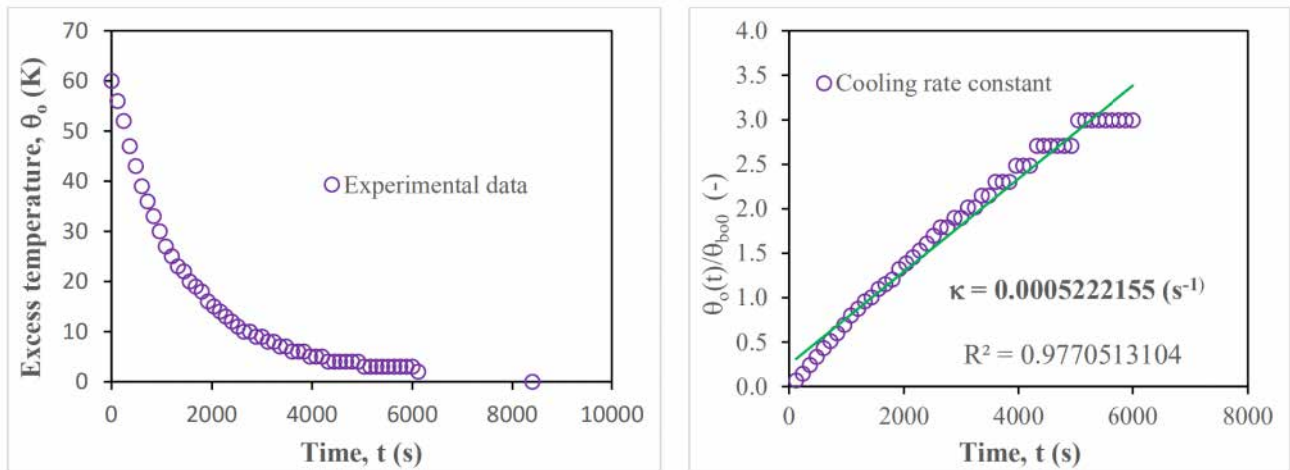 70
60
50
40
30
20
10
0
Excess temperature, θₒ (K)
Experimental data
0 2000 4000 6000 8000 10000
Time, t (s)
4.0
3.5
3.0
2.5
2.0
1.5
1.0
0.5
0.0
θₒ(t)/θ_bo0 (-)
Cooling rate constant
κ = 0.0005222155 (s⁻¹)
R² = 0.9770513104
0 2000 4000 6000 8000
Time, t (s)